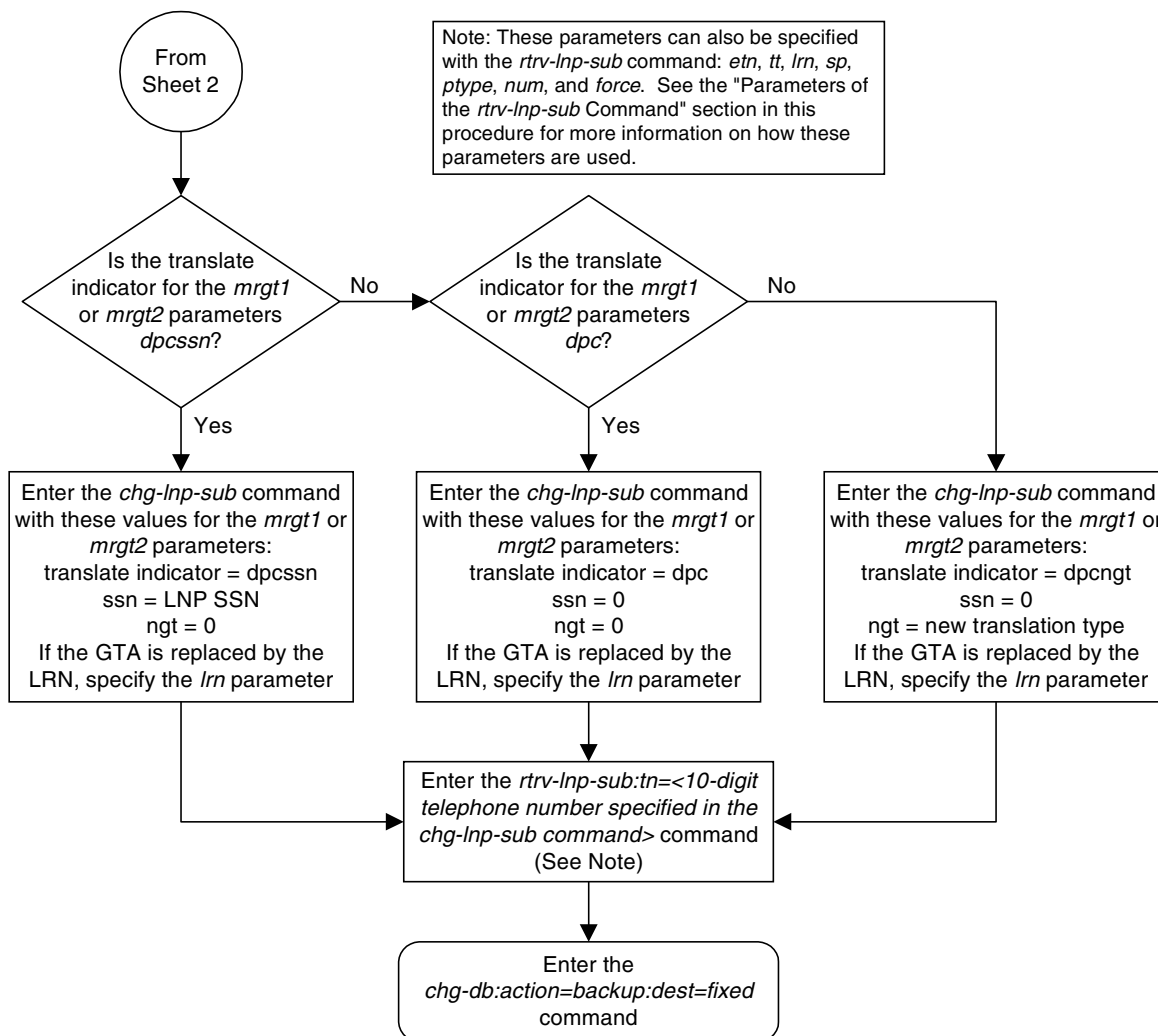 From
Sheet 2
Note: These parameters can also be specified
with the rtrv-lnp-sub command: etn, tt, lrn, sp,
ptype, num, and force. See the "Parameters of
the rtrv-lnp-sub Command" section in this
procedure for more information on how these
parameters are used.
Is the translate
indicator for the mrgt1
or mrgt2 parameters
dpcssn?
No
Is the translate
indicator for the mrgt1
or mrgt2 parameters
dpc?
No
Yes
Yes
Enter the chg-lnp-sub command
with these values for the mrgt1 or
mrgt2 parameters:
translate indicator = dpcssn
ssn = LNP SSN
ngt = 0
If the GTA is replaced by the
LRN, specify the lrn parameter
Enter the chg-lnp-sub command
with these values for the mrgt1 or
mrgt2 parameters:
translate indicator = dpc
ssn = 0
ngt = 0
If the GTA is replaced by the
LRN, specify the lrn parameter
Enter the chg-lnp-sub command
with these values for the mrgt1 or
mrgt2 parameters:
translate indicator = dpcngt
ssn = 0
ngt = new translation type
If the GTA is replaced by the
LRN, specify the lrn parameter
Enter the rtrv-lnp-sub:tn=<10-digit
telephone number specified in the
chg-lnp-sub command> command
(See Note)
Enter the
chg-db:action=backup:dest=fixed
command